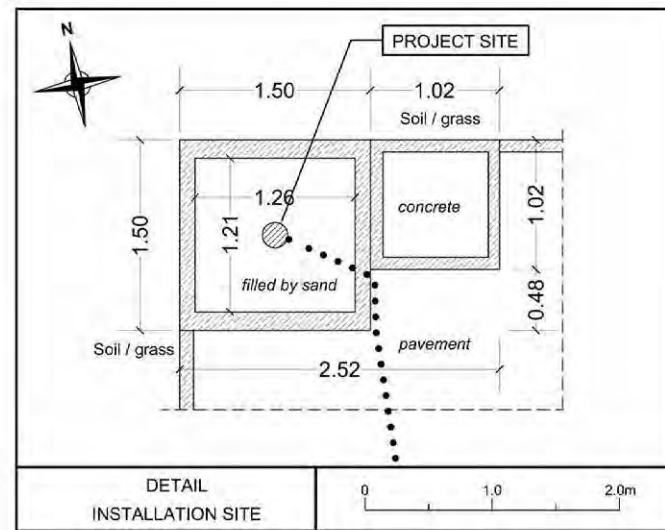 N
PROJECT SITE
1.50
1.02
Soil / grass
1.50
1.26
1.21
concrete
1.02
filled by sand
0.48
Soil / grass
pavement
2.52
DETAIL
INSTALLATION SITE
0 1.0 2.0m